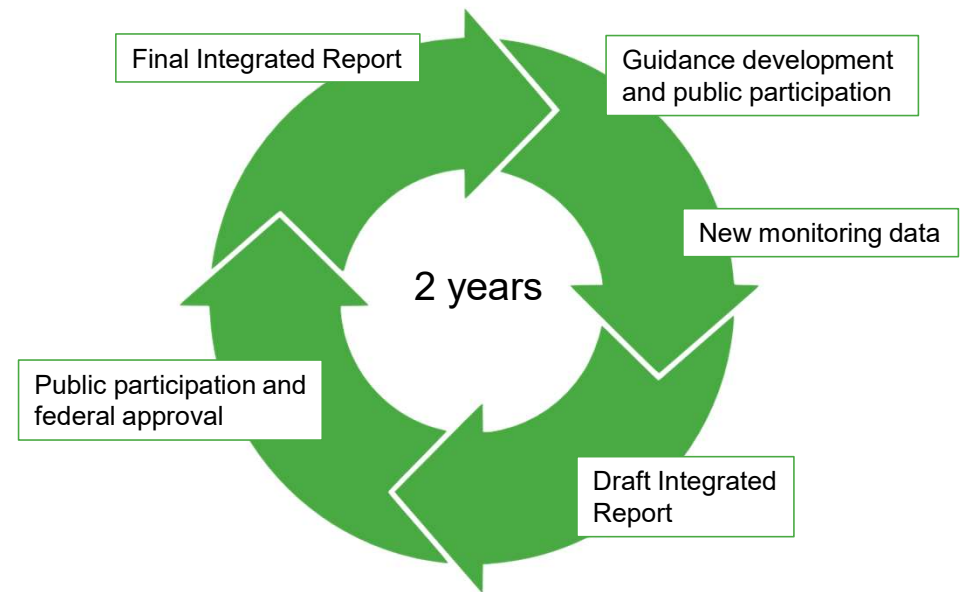 Final Integrated Report
Guidance development
and public participation
New monitoring data
2 years
Public participation and
federal approval
Draft Integrated
Report